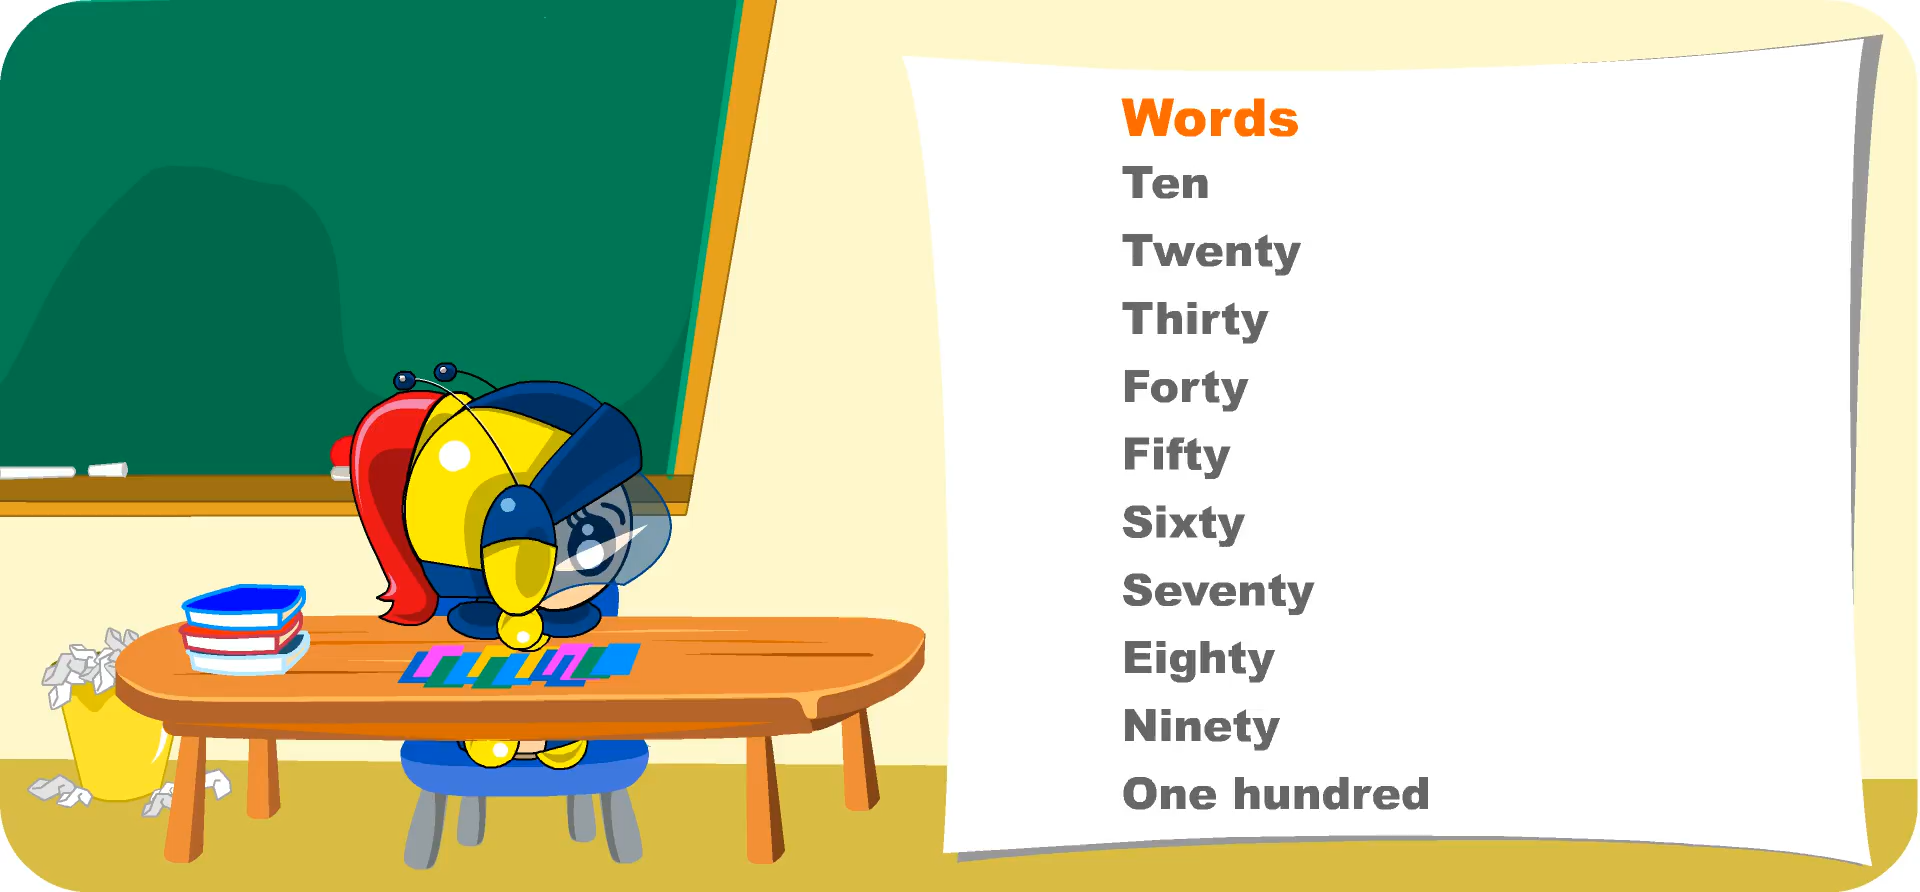 Words
Ten
Twenty
Thirty
Forty
Fifty
Sixty
Seventy
Eighty
Ninety
One hundred